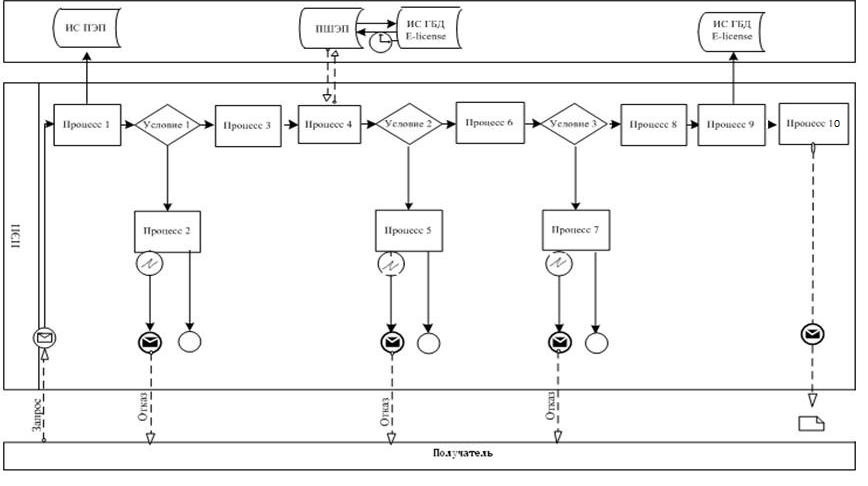 ИС ПЭП
ПШЭП
ИС ГБД
E-license
ИС ГБД
E-license
ПЭП
Процесс 1
Условие 1
Процесс 3
Процесс 4
Условие 2
Процесс 6
Условие 3
Процесс 8
Процесс 9
Процесс 10
Процесс 2
Процесс 5
Процесс 7
Запрос
Отказ
Отказ
Отказ
Получатель